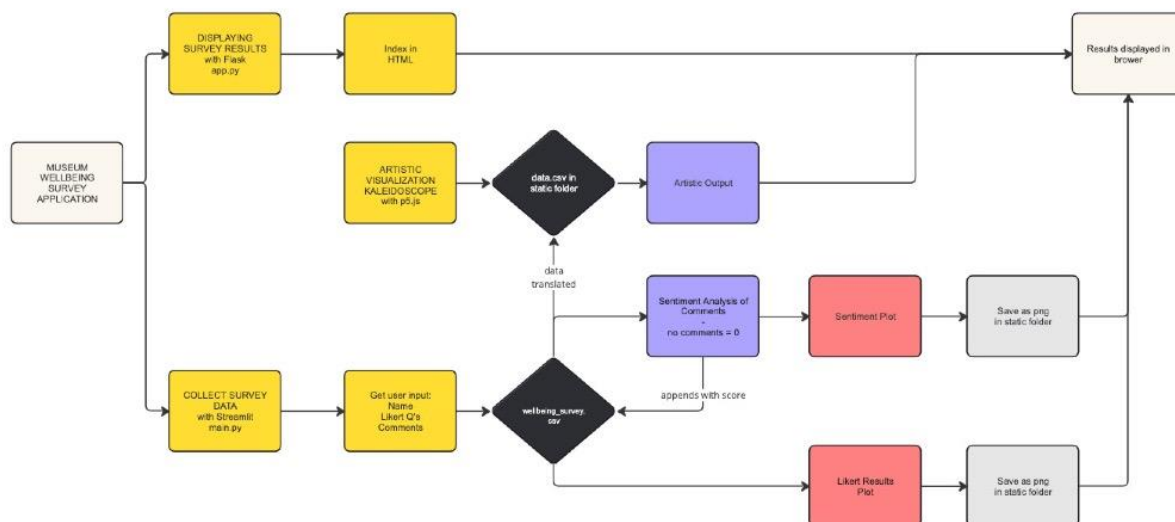 DISPLAYING
SURVEY RESULTS
with Flask
app.py
Index in
HTML
Results displayed in
brower
MUSEUM
WELLBEING
SURVEY
APPLICATION
ARTISTIC
VISUALIZATION
KALEIDOSCOPE
with p5.js
data.csv in
static folder
Artistic Output
data
translated
Sentiment Analysis of
Comments
-
no comments = 0
Sentiment Plot
Save as png
in static folder
appends with score
COLLECT SURVEY
DATA
with Streamlit
main.py
Get user input:
Name
Likert Q's
Comments
wellbeing_survey.
csv
Likert Results
Plot
Save as png
in static folder